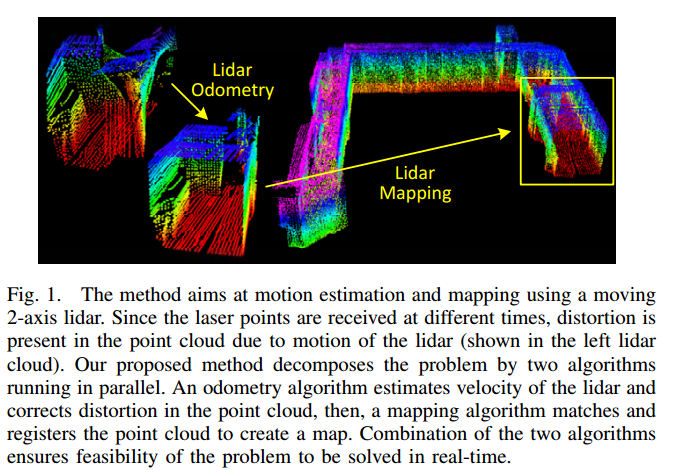 Lidar
Odometry
Lidar
Mapping
Fig. 1. The method aims at motion estimation and mapping using a moving
2-axis lidar. Since the laser points are received at different times, distortion is
present in the point cloud due to motion of the lidar (shown in the left lidar
cloud). Our proposed method decomposes the problem by two algorithms
running in parallel. An odometry algorithm estimates velocity of the lidar and
corrects distortion in the point cloud, then, a mapping algorithm matches and
registers the point cloud to create a map. Combination of the two algorithms
ensures feasibility of the problem to be solved in real-time.